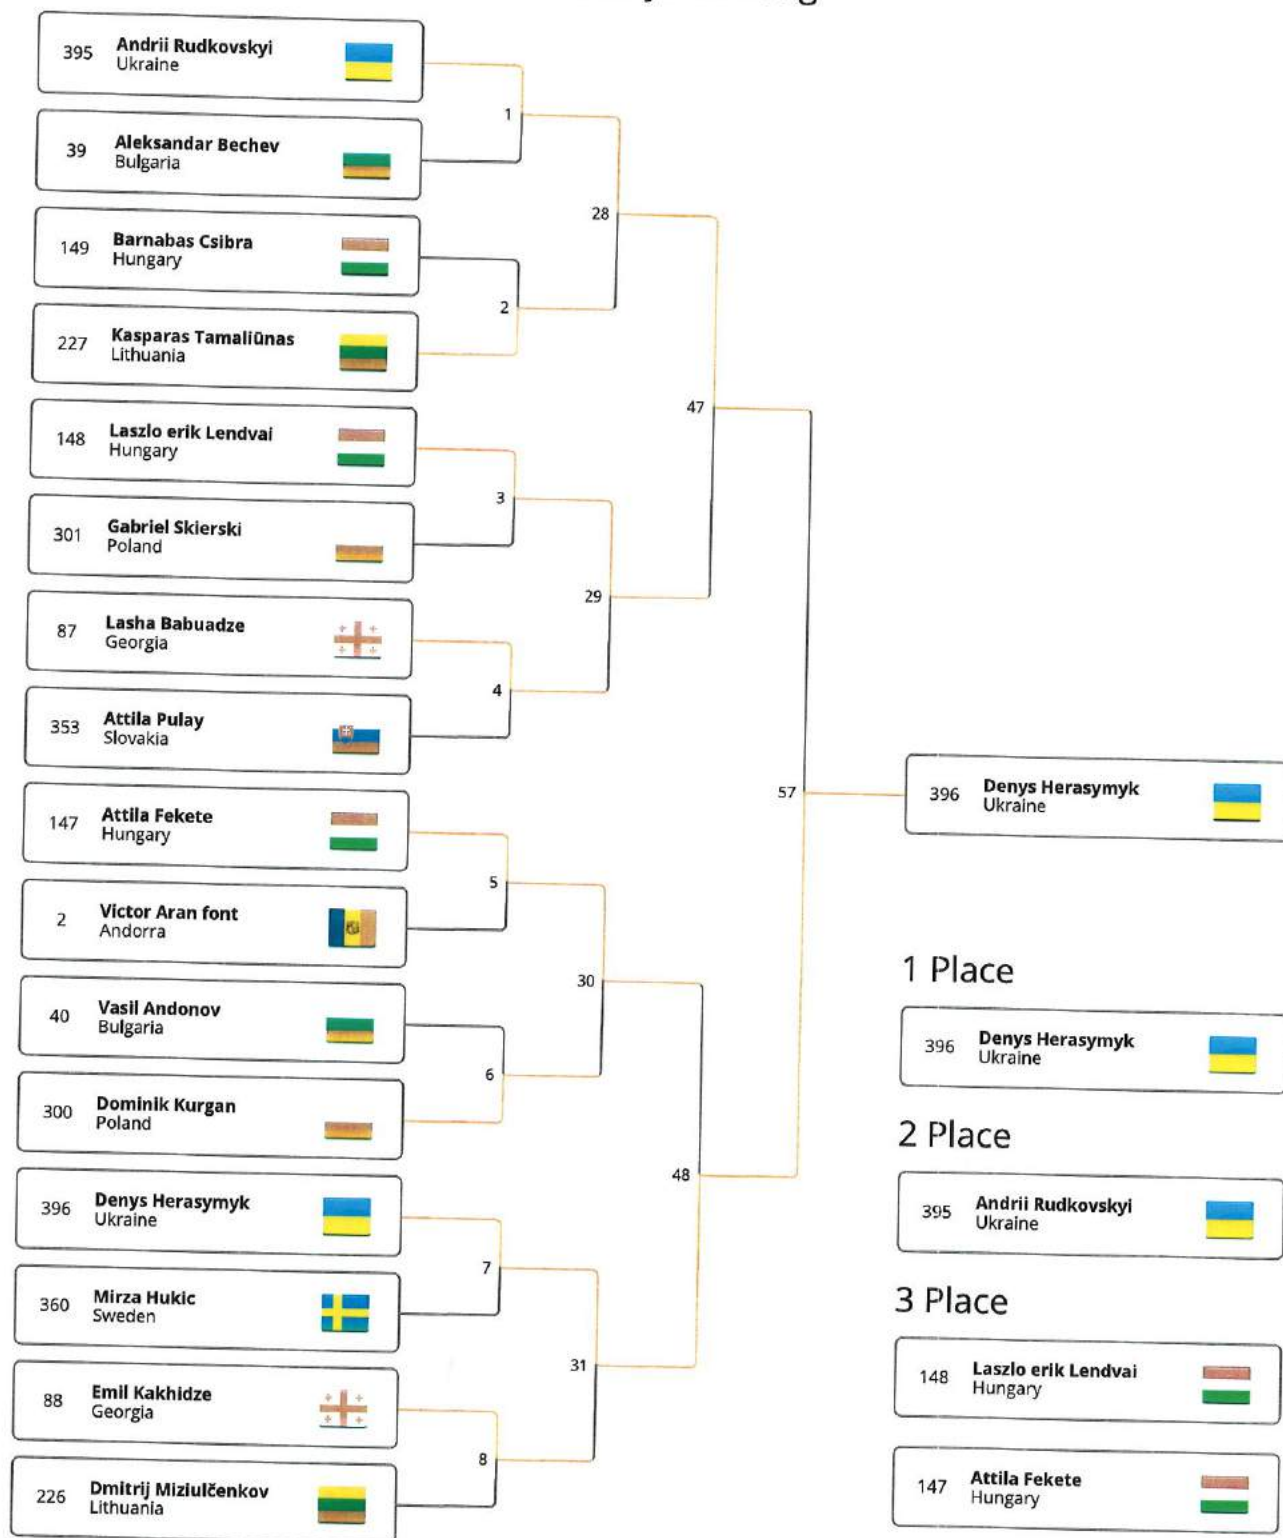 395
Andrii Rudkovskyi
Ukraine
39
Aleksandar Bechev
Bulgaria
149
Barnabas Csibra
Hungary
227
Kasparas Tamaliūnas
Lithuania
148
Laszlo erik Lendvai
Hungary
301
Gabriel Skierski
Poland
87
Lasha Babuadze
Georgia
353
Attila Pulay
Slovakia
147
Attila Fekete
Hungary
2
Victor Aran font
Andorra
40
Vasil Andonov
Bulgaria
300
Dominik Kurgan
Poland
396
Denys Herasymyk
Ukraine
360
Mirza Hukic
Sweden
88
Emil Kakhidze
Georgia
226
Dmitrij Miziulčenkov
Lithuania
1
2
3
4
5
6
7
8
28
29
30
31
47
48
57
396
Denys Herasymyk
Ukraine
1 Place
396
Denys Herasymyk
Ukraine
2 Place
395
Andrii Rudkovskyi
Ukraine
3 Place
148
Laszlo erik Lendvai
Hungary
147
Attila Fekete
Hungary